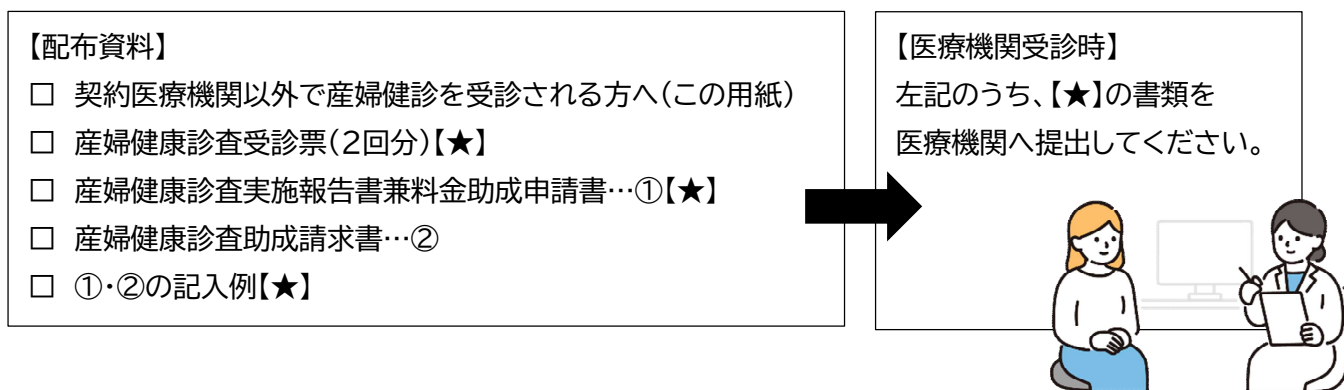 【配布資料】
□ 契約医療機関以外で産婦健診を受診される方へ(この用紙)
□ 産婦健康診査受診票(2回分)【★】
□ 産婦健康診査実施報告書兼料金助成申請書…①【★】
□ 産婦健康診査助成請求書…②
□ ①・②の記入例【★】
【医療機関受診時】
左記のうち、【★】の書類を
医療機関へ提出してください。